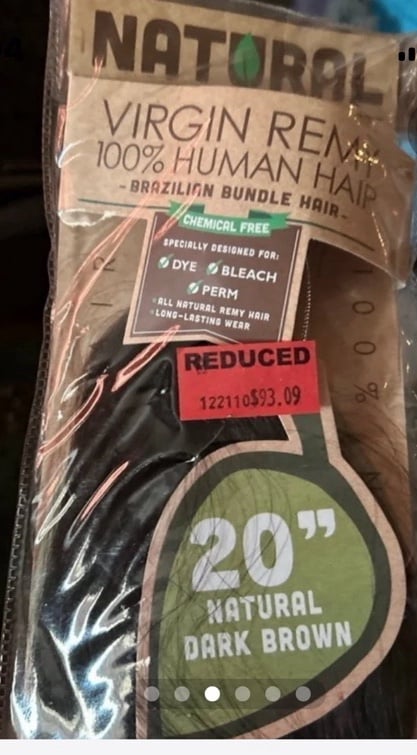 NATURAL
VIRGIN REMY
100% HUMAN HAIR
-BRAZILIAN BUNDLE HAIR-
CHEMICAL FREE
SPECIALLY DESIGNED FOR:
DYE BLEACH
PERM
•ALL NATURAL REMY HAIR
•LONG-LASTING WEAR
REDUCED
122110$93.09
100%
20”
NATURAL
DARK BROWN